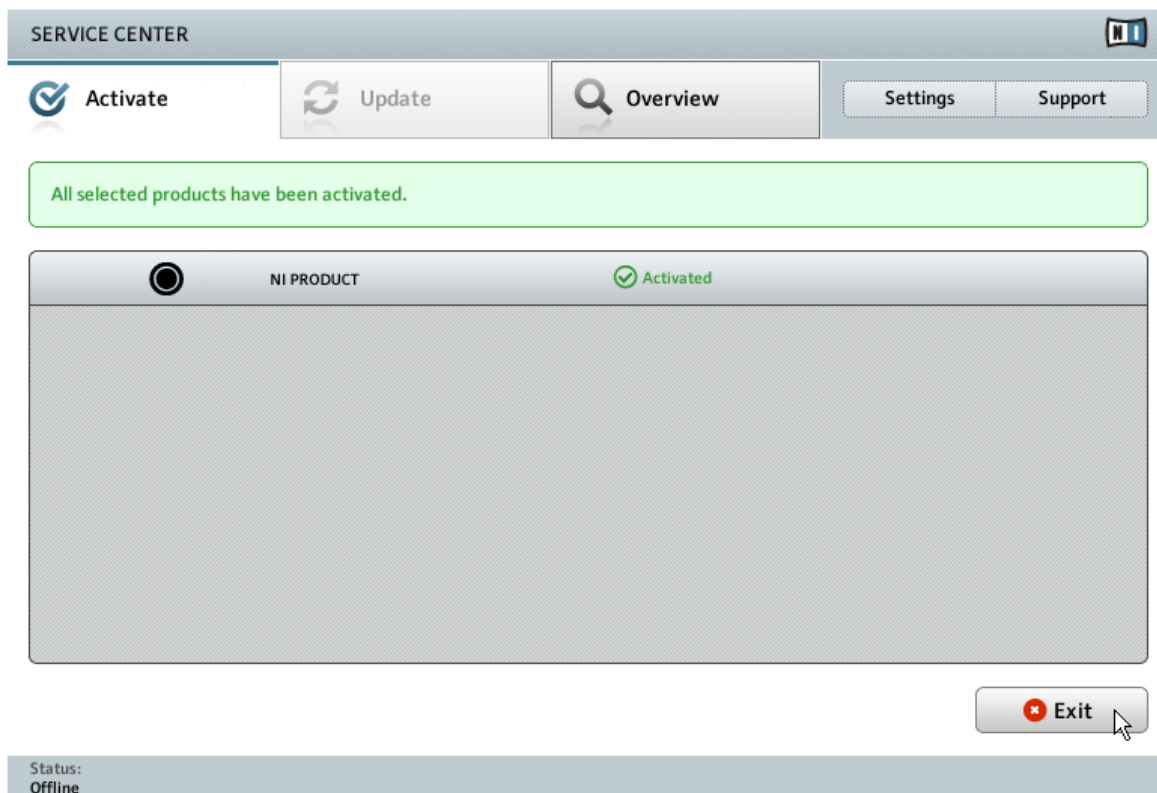 SERVICE CENTER
NI
Activate
Update
Overview
Settings
Support
All selected products have been activated.
NI PRODUCT
Activated
Exit
Status:
Offline